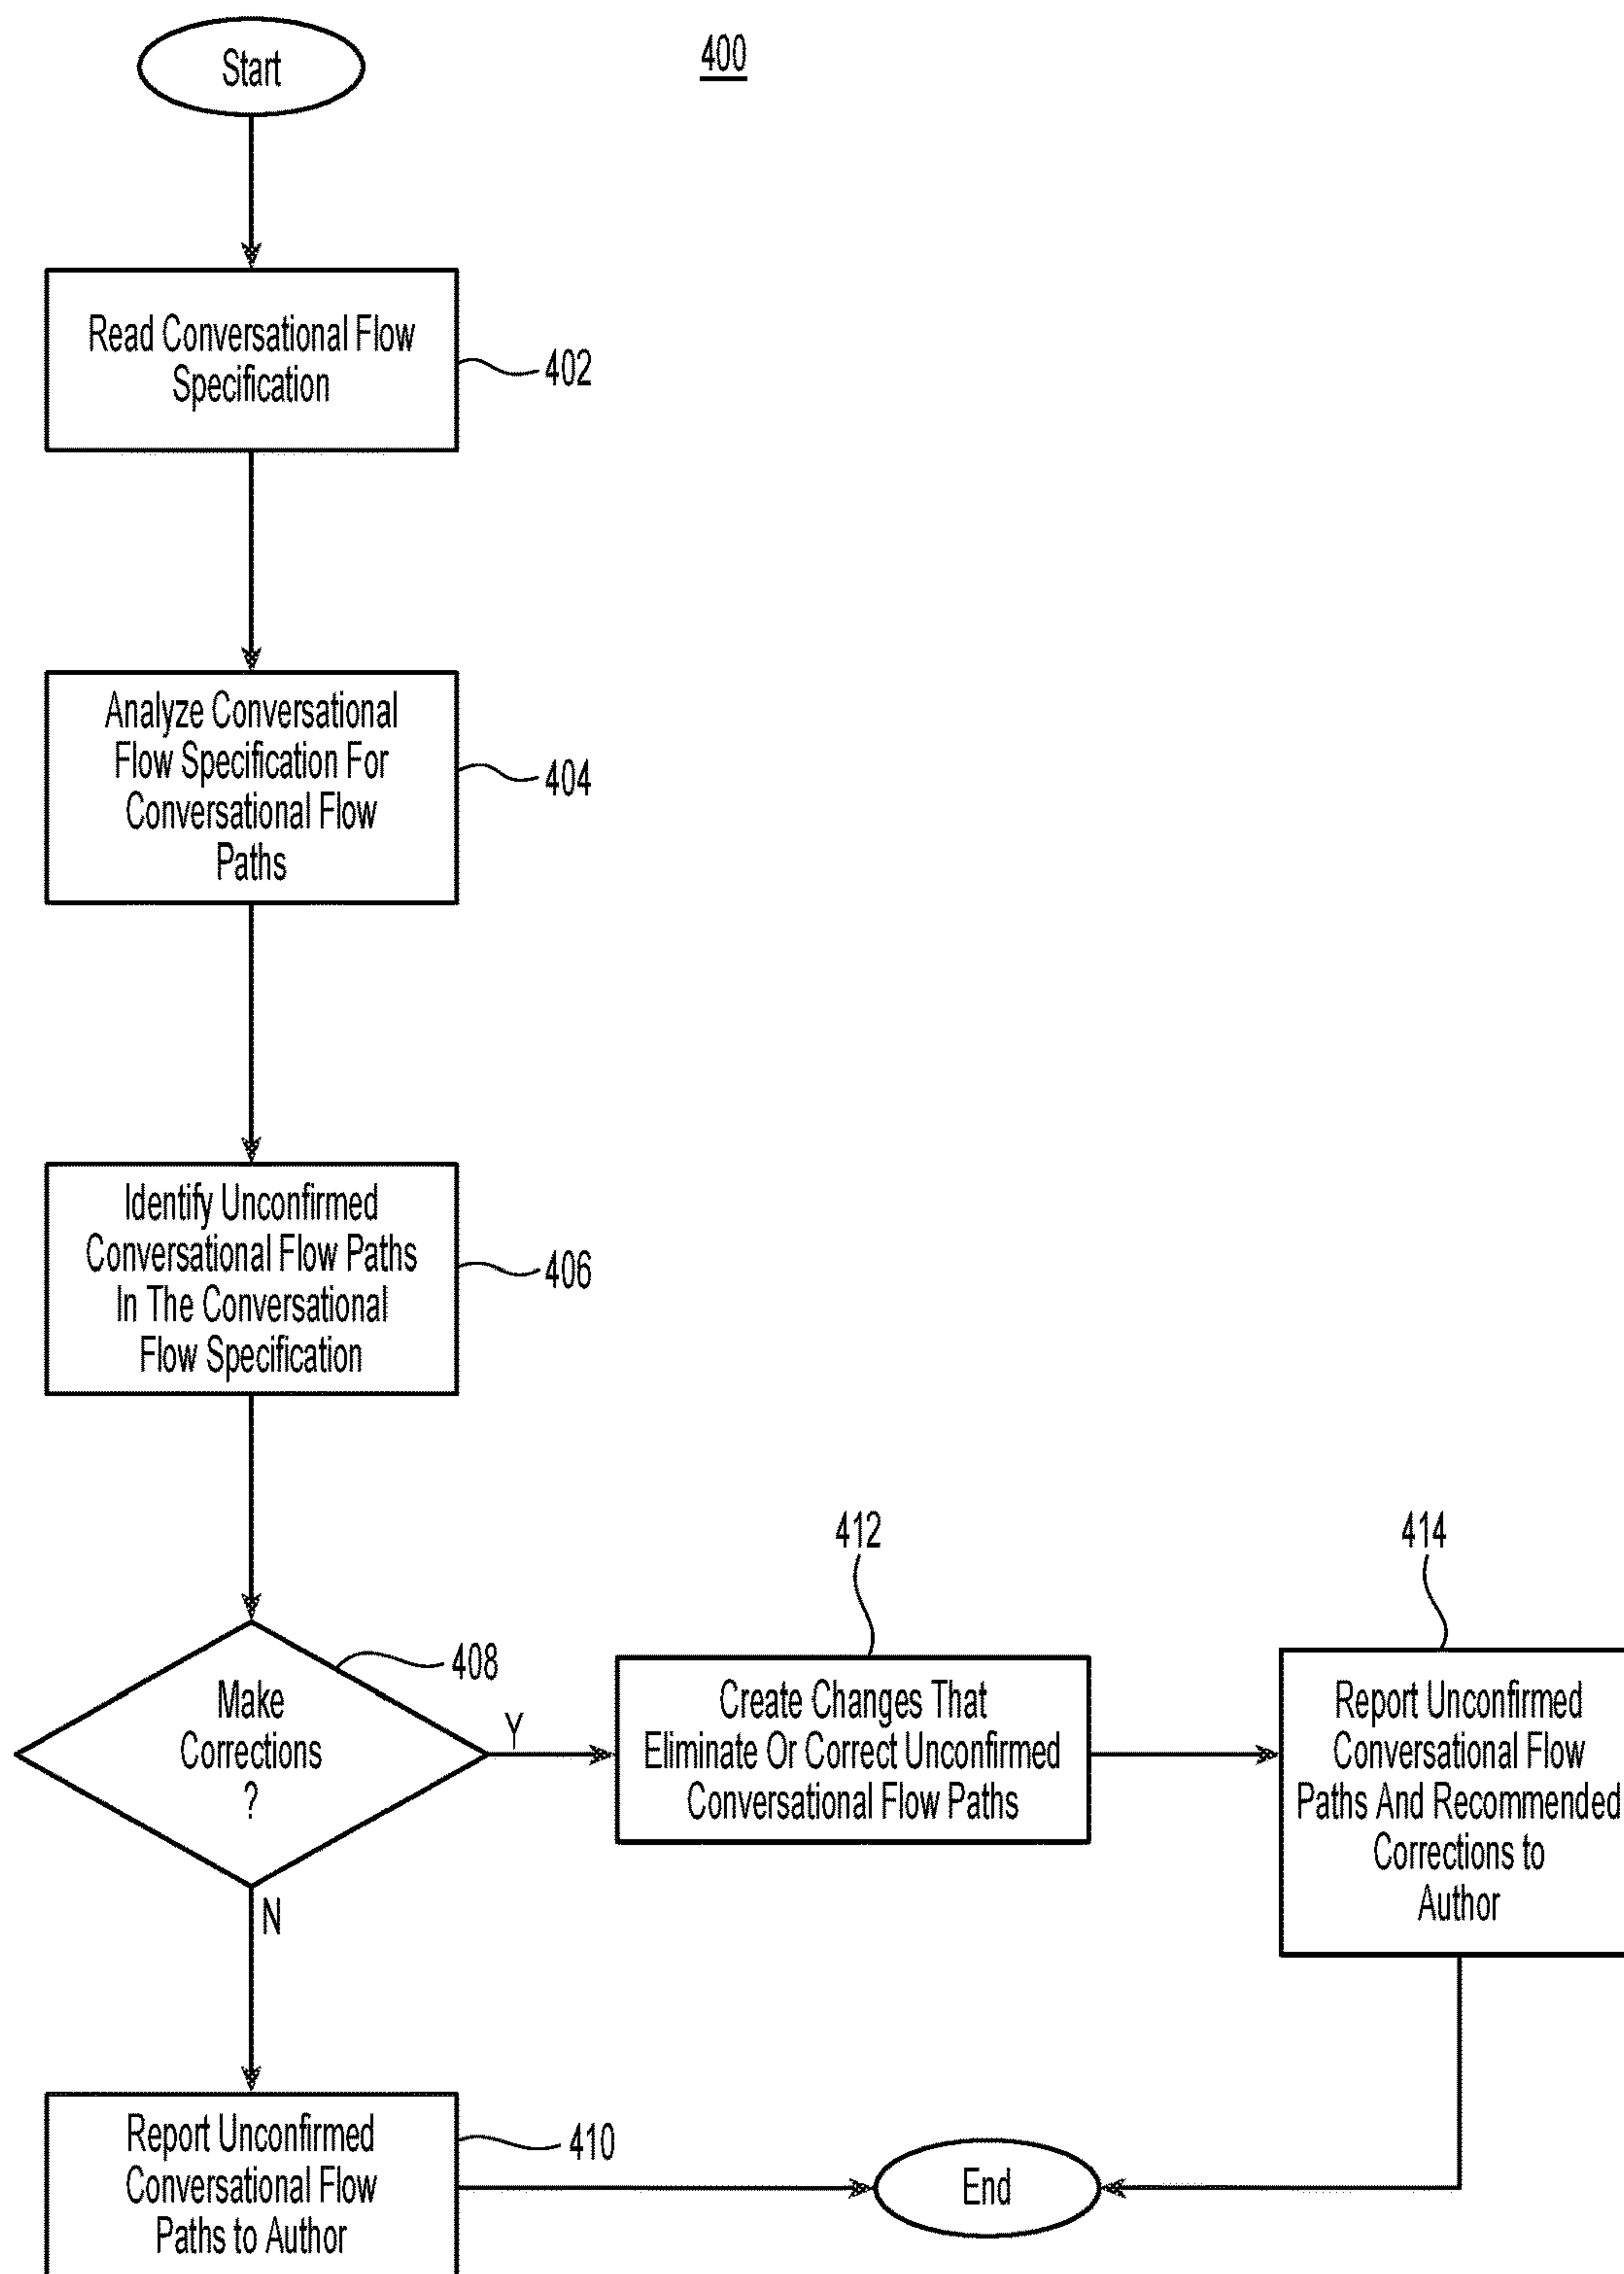 Start
400
Read Conversational Flow
Specification
402
Analyze Conversational
Flow Specification For
Conversational Flow
Paths
404
Identify Unconfirmed
Conversational Flow Paths
In The Conversational
Flow Specification
406
Make
Corrections
?
408
Y
N
412
Create Changes That
Eliminate Or Correct Unconfirmed
Conversational Flow Paths
414
Report Unconfirmed
Conversational Flow
Paths And Recommended
Corrections to
Author
Report Unconfirmed
Conversational Flow
Paths to Author
410
End